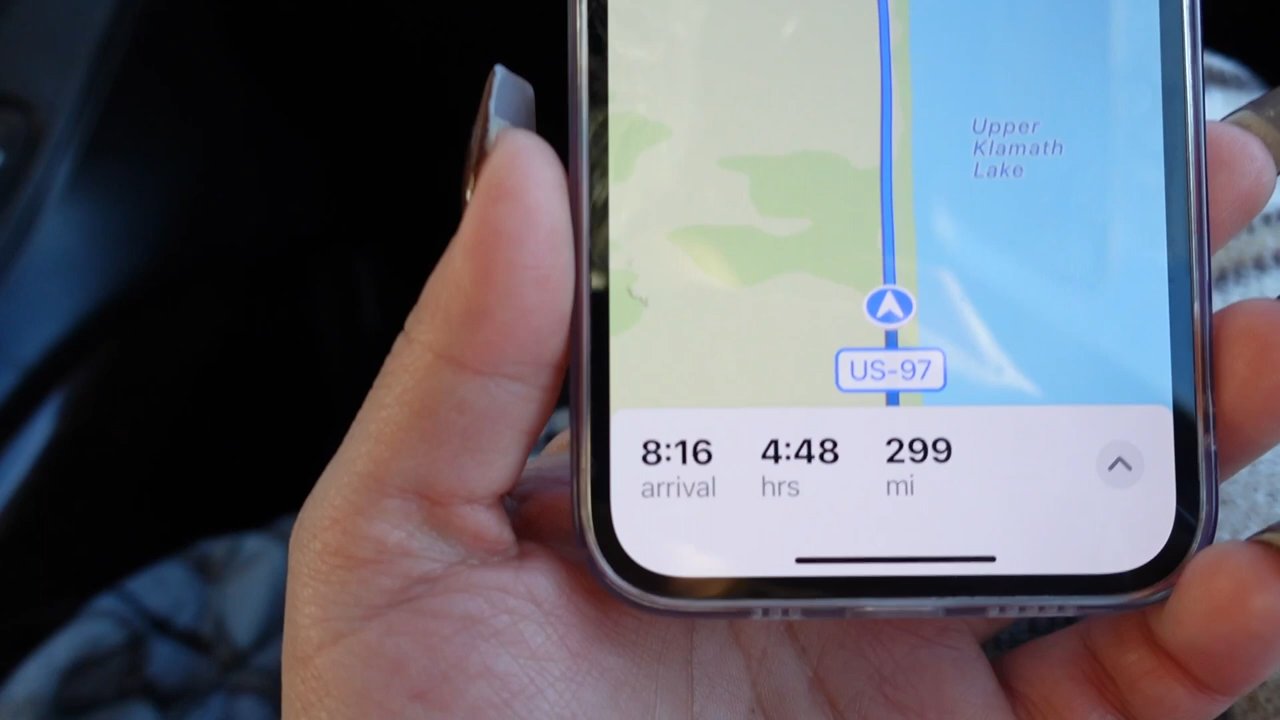 Upper
Klamath
Lake
US-97
8:16 4:48 299
arrival hrs mi